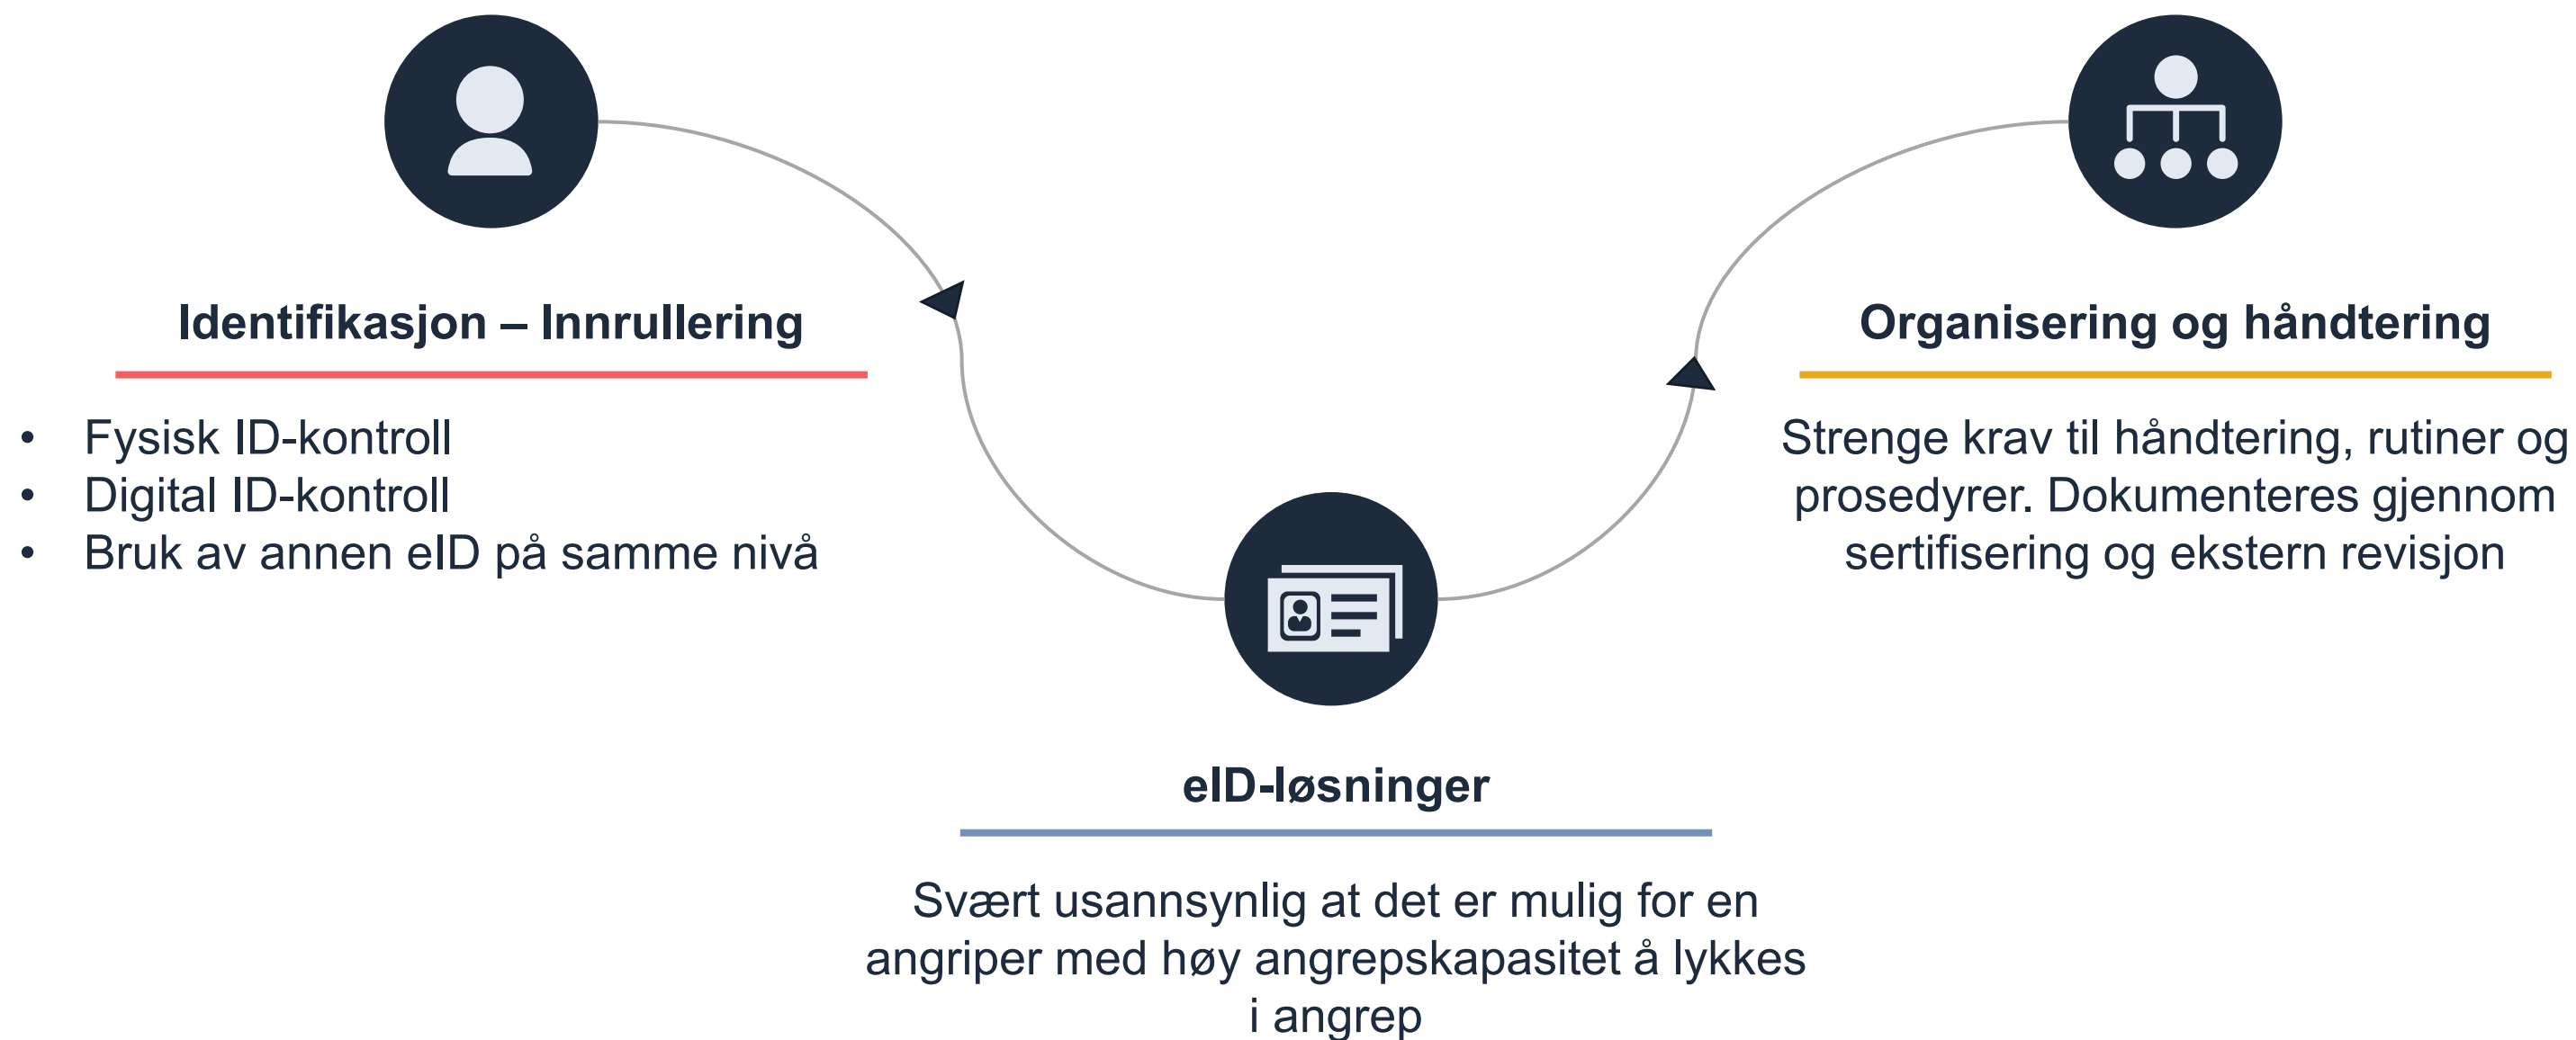 Identifikasjon – Innrullering
• Fysisk ID-kontroll
• Digital ID-kontroll
• Bruk av annen eID på samme nivå
eID-løsninger
Svært usannsynlig at det er mulig for en
angriper med høy angrepskapasitet å lykkes
i angrep
Organisering og håndtering
Strenge krav til håndtering, rutiner og
prosedyrer. Dokumenteres gjennom
sertifisering og ekstern revisjon